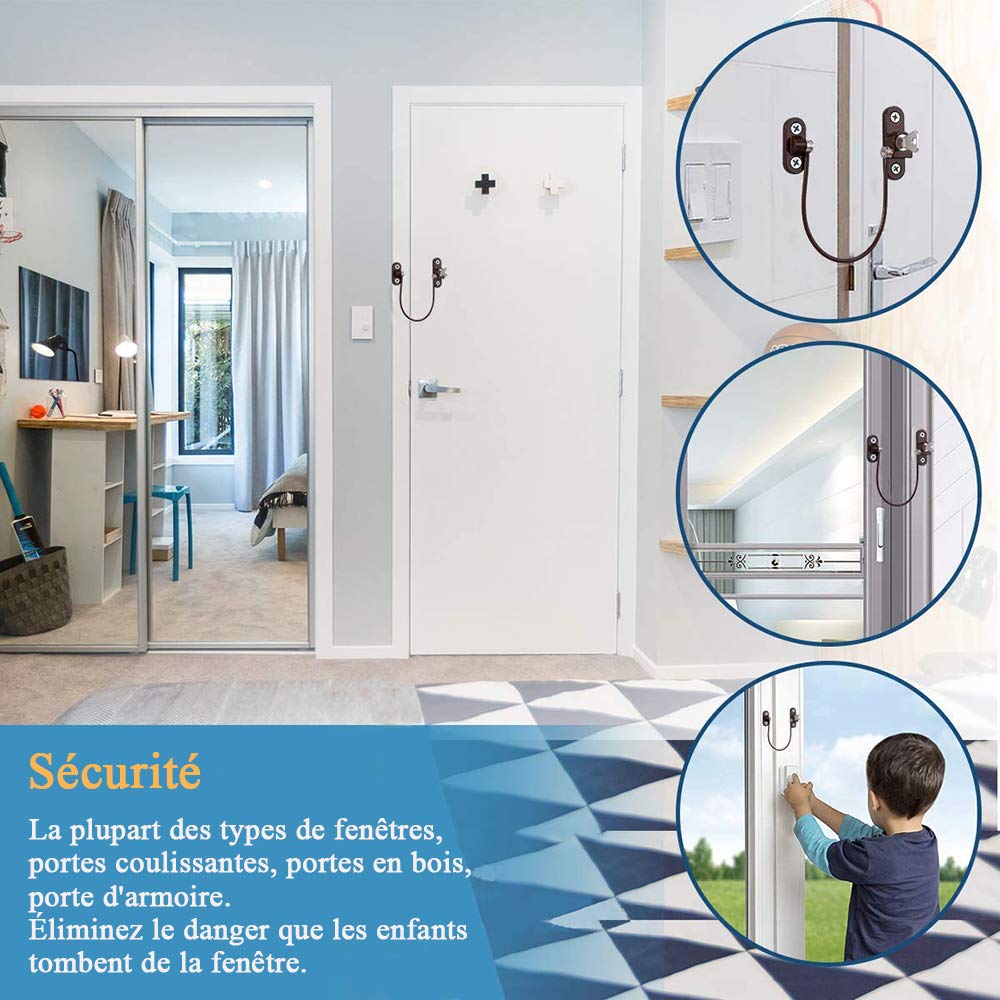 Sécurité
La plupart des types de fenêtres,
portes coulissantes, portes en bois,
porte d'armoire.
Éliminez le danger que les enfants
tombent de la fenêtre.